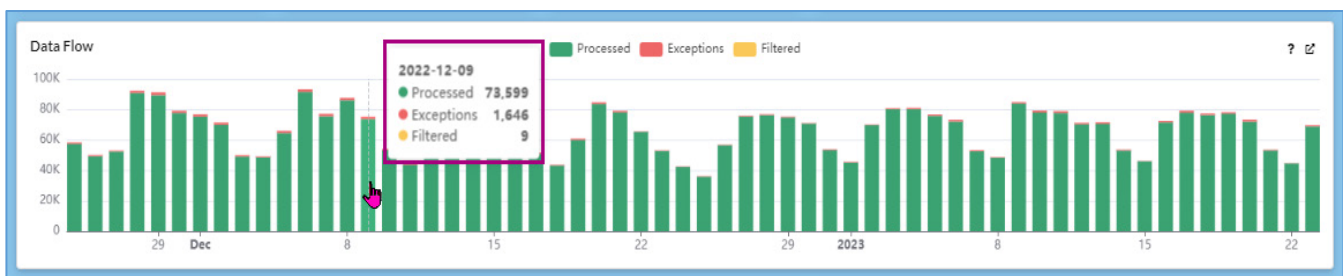 Data Flow
Processed Exceptions Filtered
?
2022-12-09
Processed 73,599
Exceptions 1,646
Filtered 9
100K
80K
60K
40K
20K
0
29 Dec 8 15 22 29 2023 8 15 22